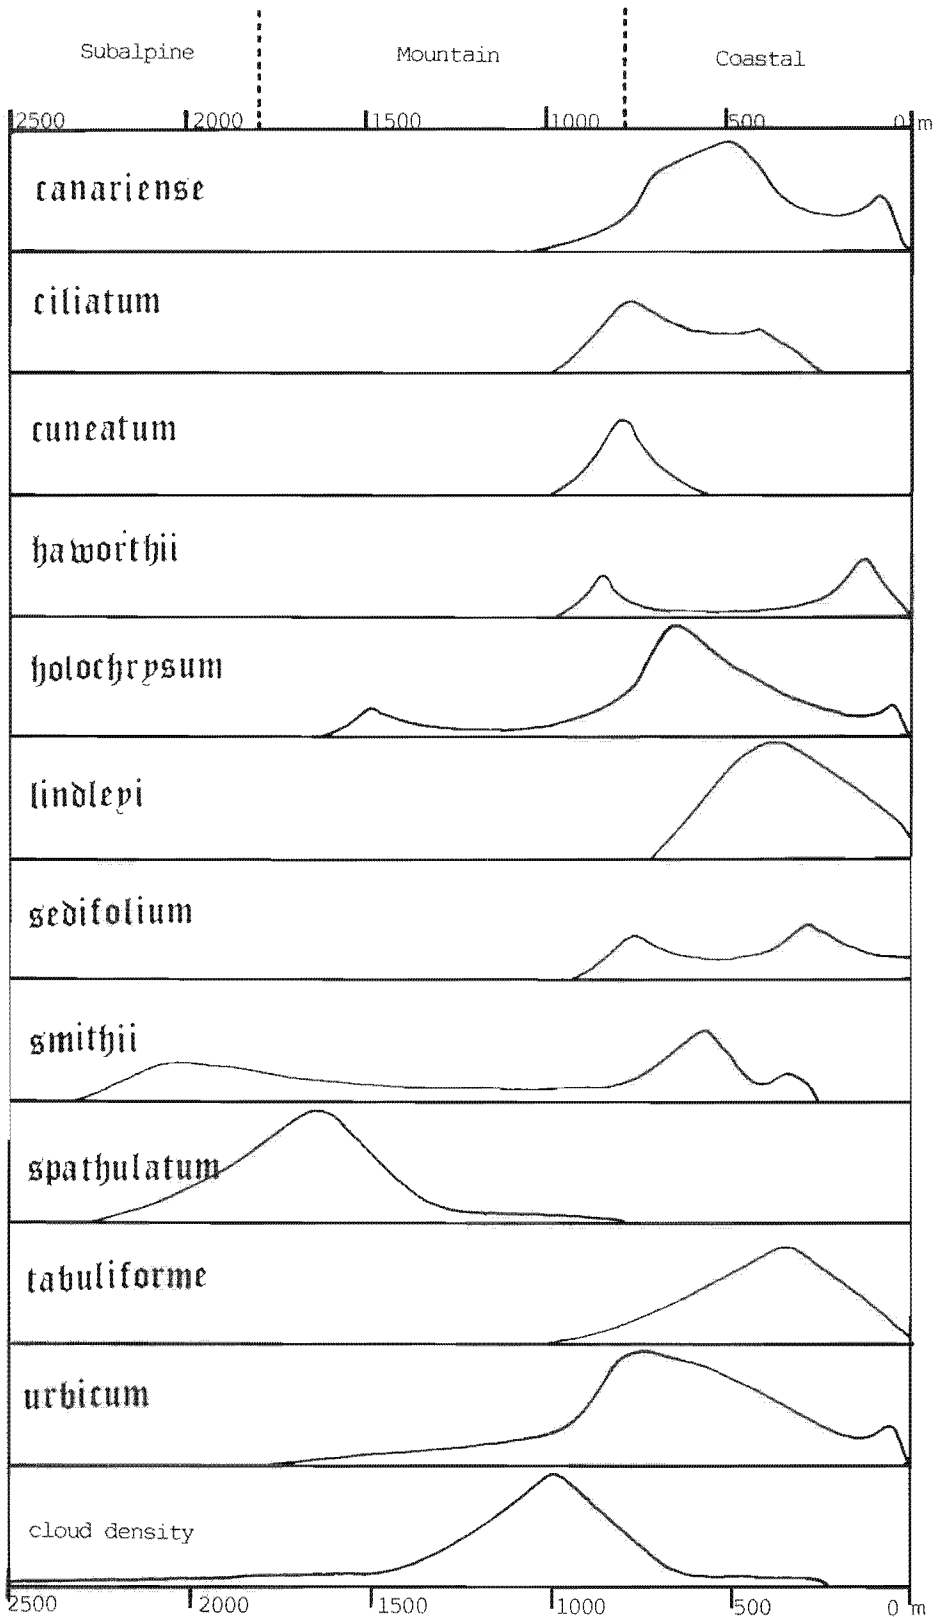 Subalpine Mountain Coastal
2500 2000 1500 1000 500 0 m
canariense
ciliatum
cuneatum
haworthii
holochrysum
lindleyi
sedifolium
smithii
spathulatum
tabuliforme
urbicum
cloud density
2500 2000 1500 1000 500 0 m